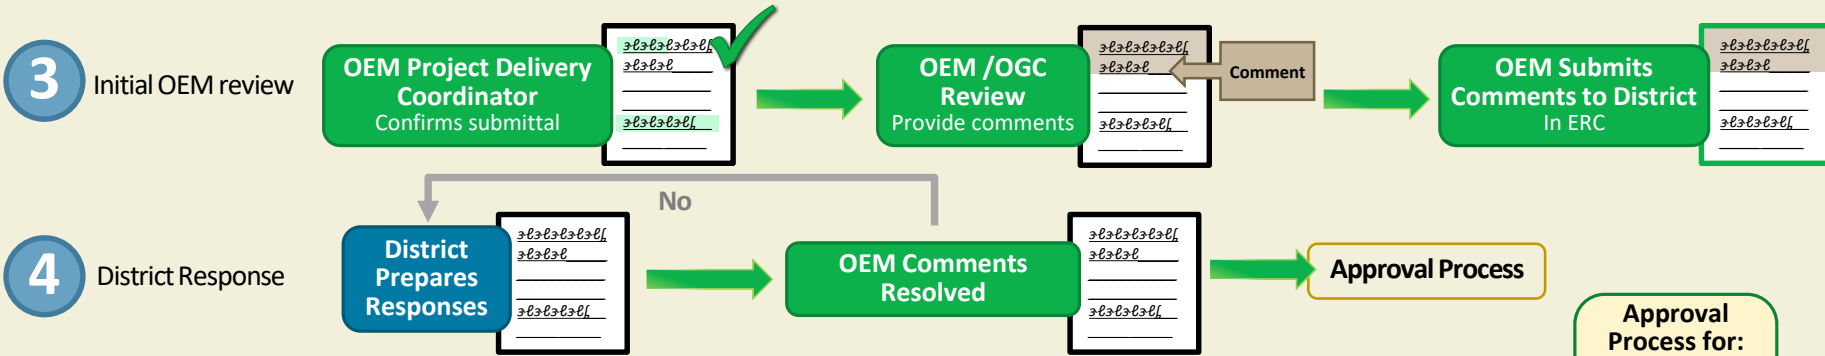 3
Initial OEM review
OEM Project Delivery
Coordinator
Confirms submittal
OEM /OGC
Review
Provide comments
Comment
OEM Submits
Comments to District
In ERC
No
4
District Response
District
Prepares
Responses
OEM Comments
Resolved
Approval Process
Approval
Process for: